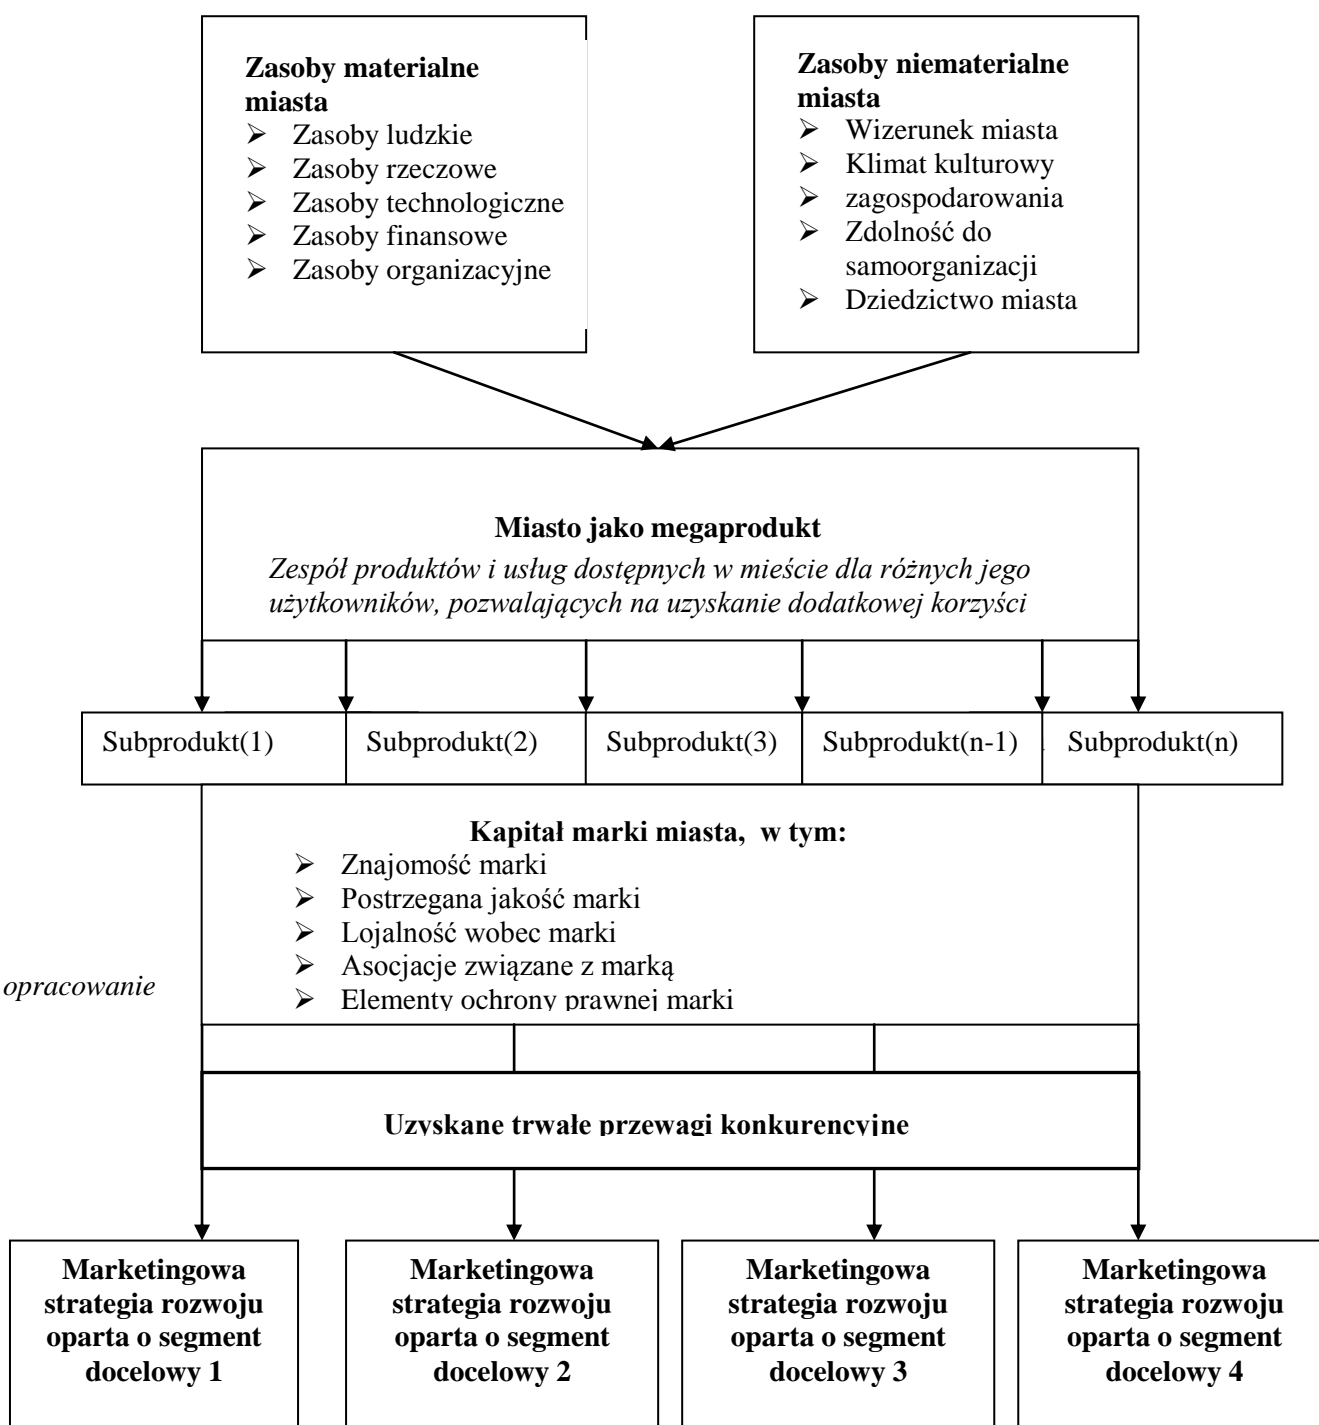 Zasoby materialne
miasta
➢ Zasoby ludzkie
➢ Zasoby rzeczowe
➢ Zasoby technologiczne
➢ Zasoby finansowe
➢ Zasoby organizacyjne
Zasoby niematerialne
miasta
➢ Wizerunek miasta
➢ Klimat kulturowy
➢ zagospodarowania
➢ Zdolność do
samoorganizacji
➢ Dziedzictwo miasta
Miasto jako megaprodukt
Zespół produktów i usług dostępnych w mieście dla różnych jego
użytkowników, pozwalających na uzyskanie dodatkowej korzyści
Subprodukt(1)
Subprodukt(2)
Subprodukt(3)
Subprodukt(n-1)
Subprodukt(n)
Kapitał marki miasta, w tym:
➢ Znajomość marki
➢ Postrzegana jakość marki
➢ Lojalność wobec marki
➢ Asocjacje związane z marką
➢ Elementy ochrony prawnej marki
opracowanie
Uzyskane trwałe przewagi konkurencyjne
Marketingowa
strategia rozwoju
oparta o segment
docelowy 1
Marketingowa
strategia rozwoju
oparta o segment
docelowy 2
Marketingowa
strategia rozwoju
oparta o segment
docelowy 3
Marketingowa
strategia rozwoju
oparta o segment
docelowy 4